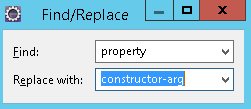 Find/Replace
Find: property
Replace with: constructor-arg